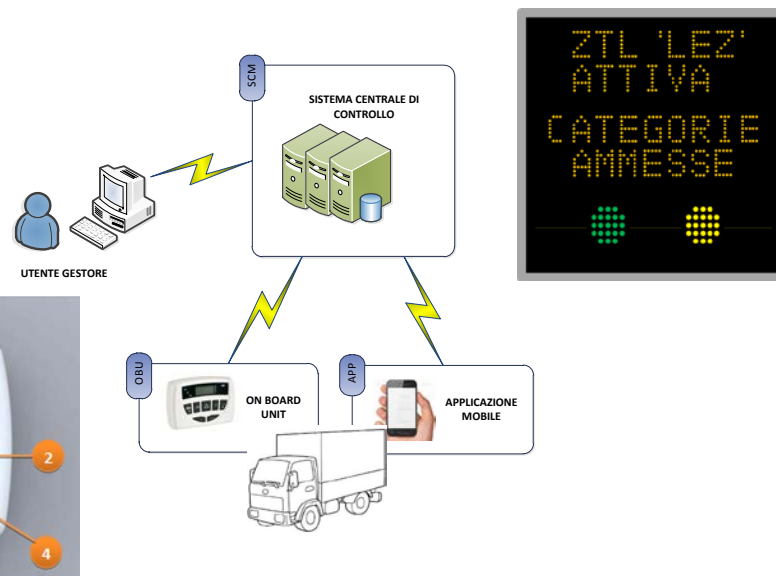 SCM
SISTEMA CENTRALE DI
CONTROLLO
ZTL 'LEZ'
ATTIVA
CATEGORIE
AMMESSE
UTENTE GESTORE
OBU
ON BOARD
UNIT
APP
APPLICAZIONE
MOBILE
2
4